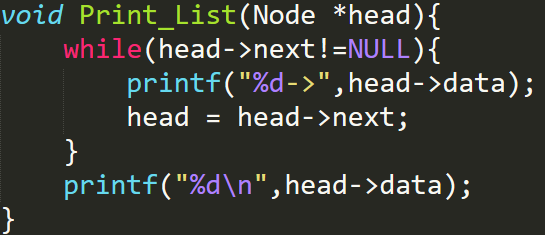 void Print_List(Node *head){
    while(head->next!=NULL){
        printf("%d->",head->data);
        head = head->next;
    }
    printf("%d\n",head->data);
}